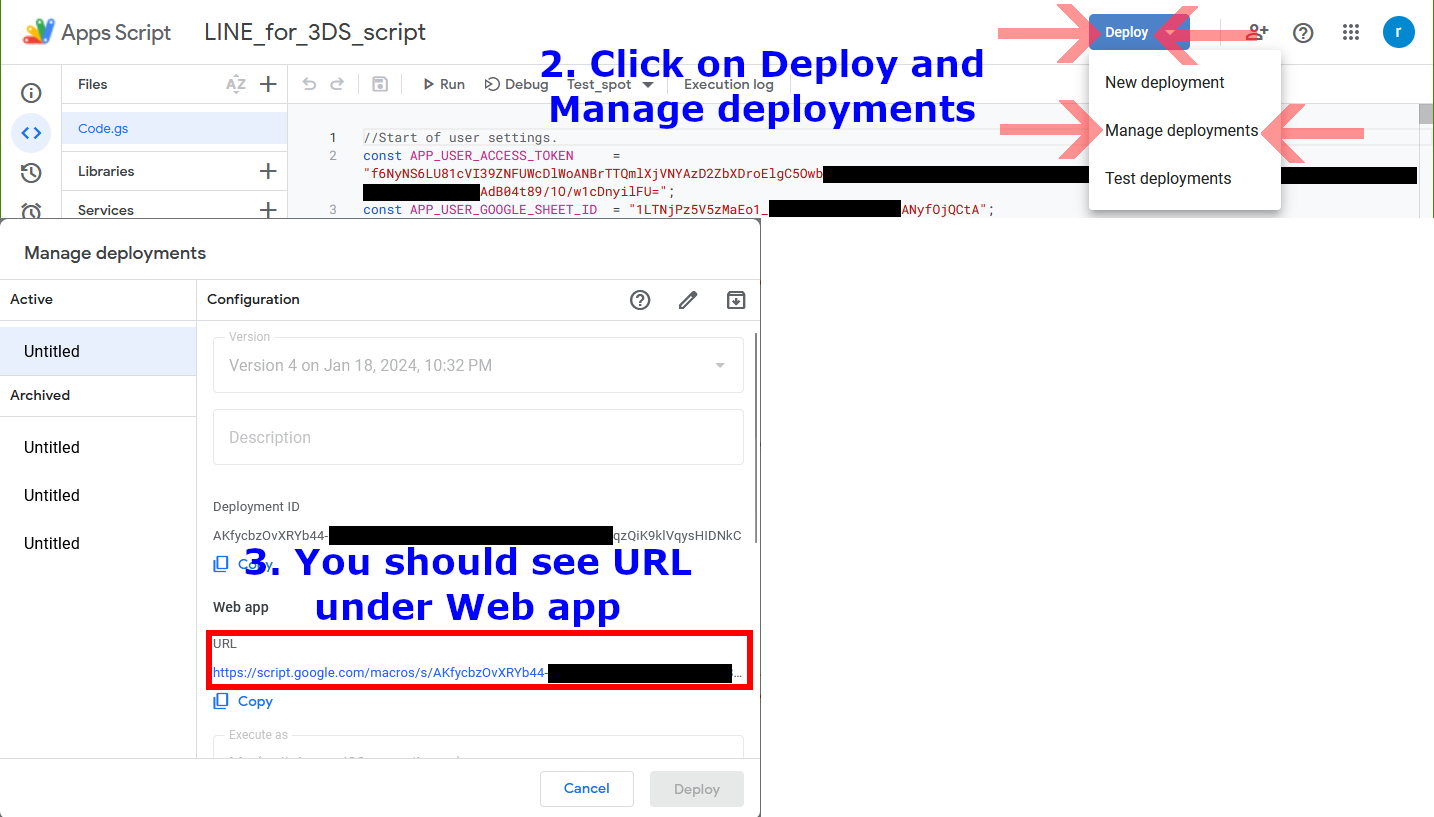 Apps Script LINE_for_3DS_script Deploy r
2. Click on Deploy and
Manage deployments
New deployment
Manage deployments
Test deployments
Files AZ
Run Debug Test_spot Execution log
Code.gs
Libraries
Services
1 //Start of user settings.
2 const APP_USER_ACCESS_TOKEN =
"f6NyNS6LU81cVI39ZNFUWcDlWoANBrTTQmlXjVNYAzD2ZbXDroElgC5Owb
AdB04t89/1O/w1cDnyilFU=";
3 const APP_USER_GOOGLE_SHEET_ID = "1LTNjPz5V5zMaEo1_ ANyfOjQCtA";
Manage deployments
Active
Configuration
Untitled
Archived
Untitled
Untitled
Untitled
Version
Version 4 on Jan 18, 2024, 10:32 PM
Description
Deployment ID
AKfycbzOvXRYb44- qzQiK9klVqysHIDNkC
Copy
3. You should see URL
under Web app
Web app
URL
https://script.google.com/macros/s/AKfycbzOvXRYb44- ...
Copy
Execute as
Cancel
Deploy